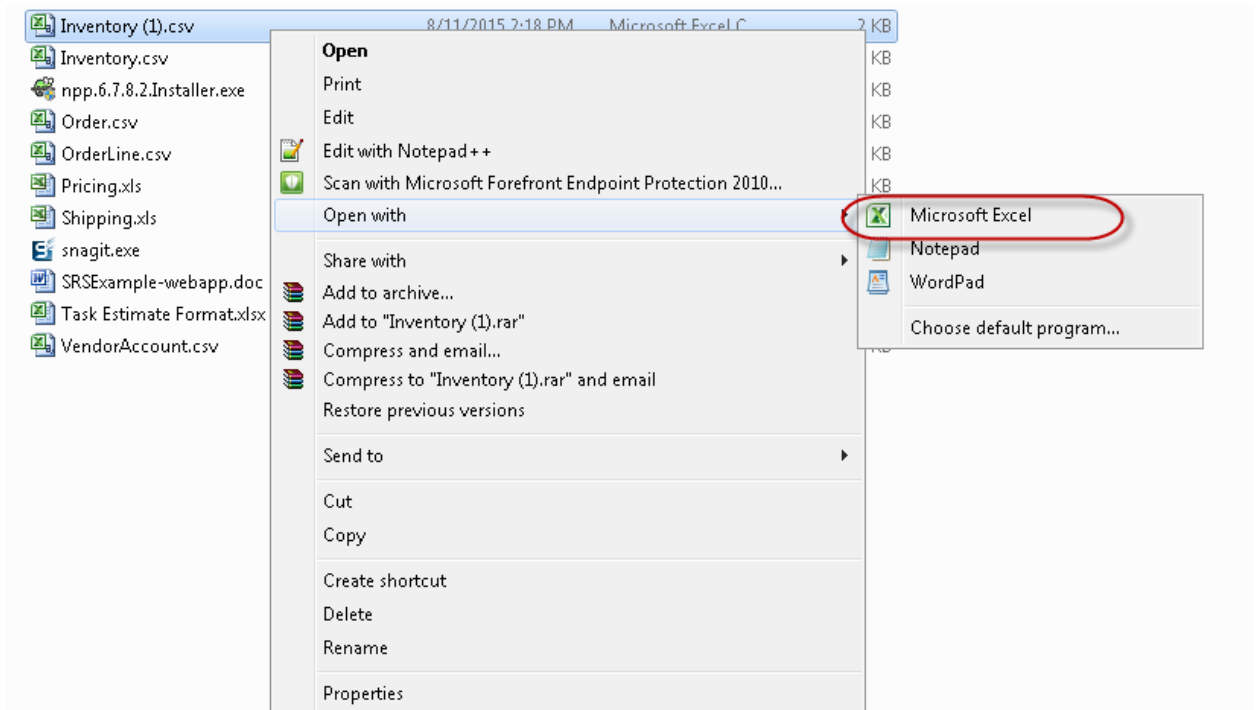 Inventory (1).csv 8/11/2015 2:18 PM Microsoft Excel C 2 KB
Open
Inventory.csv KB
Print
npp.6.7.8.2.Installer.exe KB
Edit
Order.csv KB
Edit with Notepad++
OrderLine.csv KB
Scan with Microsoft Forefront Endpoint Protection 2010...
Pricing.xls KB
Open with
Microsoft Excel
Shipping.xls
snagit.exe
Notepad
Share with
SRSExample-webapp.doc
WordPad
Add to archive...
Task Estimate Format.xlsx
Add to "Inventory (1).rar"
Choose default program...
VendorAccount.csv KB
Compress and email...
Compress to "Inventory (1).rar" and email
Restore previous versions
Send to
Cut
Copy
Create shortcut
Delete
Rename
Properties